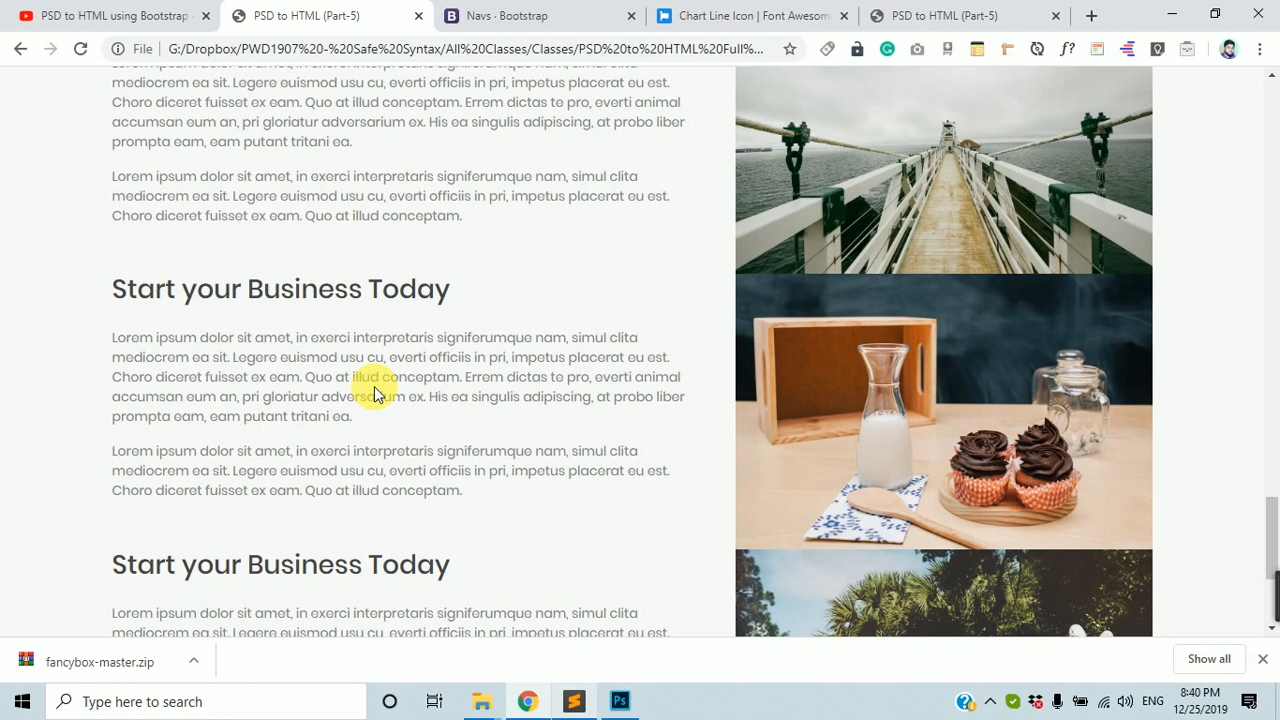 PSD to HTML using Bootstrap -
PSD to HTML (Part-5)
Navs · Bootstrap
Chart Line Icon | Font Awesom
PSD to HTML (Part-5)
File
G:/Dropbox/PWD1907%20-%20Safe%20Syntax/All%20Classes/Classes/PSD%20to%20HTML%20Full%...
f?
mediocrem ea sit. Legere euismod usu cu, everti officiis in pri, impetus placerat eu est.
Choro diceret fuisset ex eam. Quo at illud conceptam. Errem dictas te pro, everti animal
accumsan eum an, pri gloriatur adversarium ex. His ea singulis adipiscing, at probo liber
prompta eam, eam putant tritani ea.
Lorem ipsum dolor sit amet, in exerci interpretaris signiferumque nam, simul clita
mediocrem ea sit. Legere euismod usu cu, everti officiis in pri, impetus placerat eu est.
Choro diceret fuisset ex eam. Quo at illud conceptam.
Start your Business Today
Lorem ipsum dolor sit amet, in exerci interpretaris signiferumque nam, simul clita
mediocrem ea sit. Legere euismod usu cu, everti officiis in pri, impetus placerat eu est.
Choro diceret fuisset ex eam. Quo at illud conceptam. Errem dictas te pro, everti animal
accumsan eum an, pri gloriatur adversarium ex. His ea singulis adipiscing, at probo liber
prompta eam, eam putant tritani ea.
Lorem ipsum dolor sit amet, in exerci interpretaris signiferumque nam, simul clita
mediocrem ea sit. Legere euismod usu cu, everti officiis in pri, impetus placerat eu est.
Choro diceret fuisset ex eam. Quo at illud conceptam.
Start your Business Today
Lorem ipsum dolor sit amet, in exerci interpretaris signiferumque nam, simul clita
mediocrem ea sit. Legere euismod usu cu, everti officiis in pri, impetus placerat eu est.
fancybox-master.zip
Show all
Type here to search
Ps
ENG
8:40 PM
12/25/2019